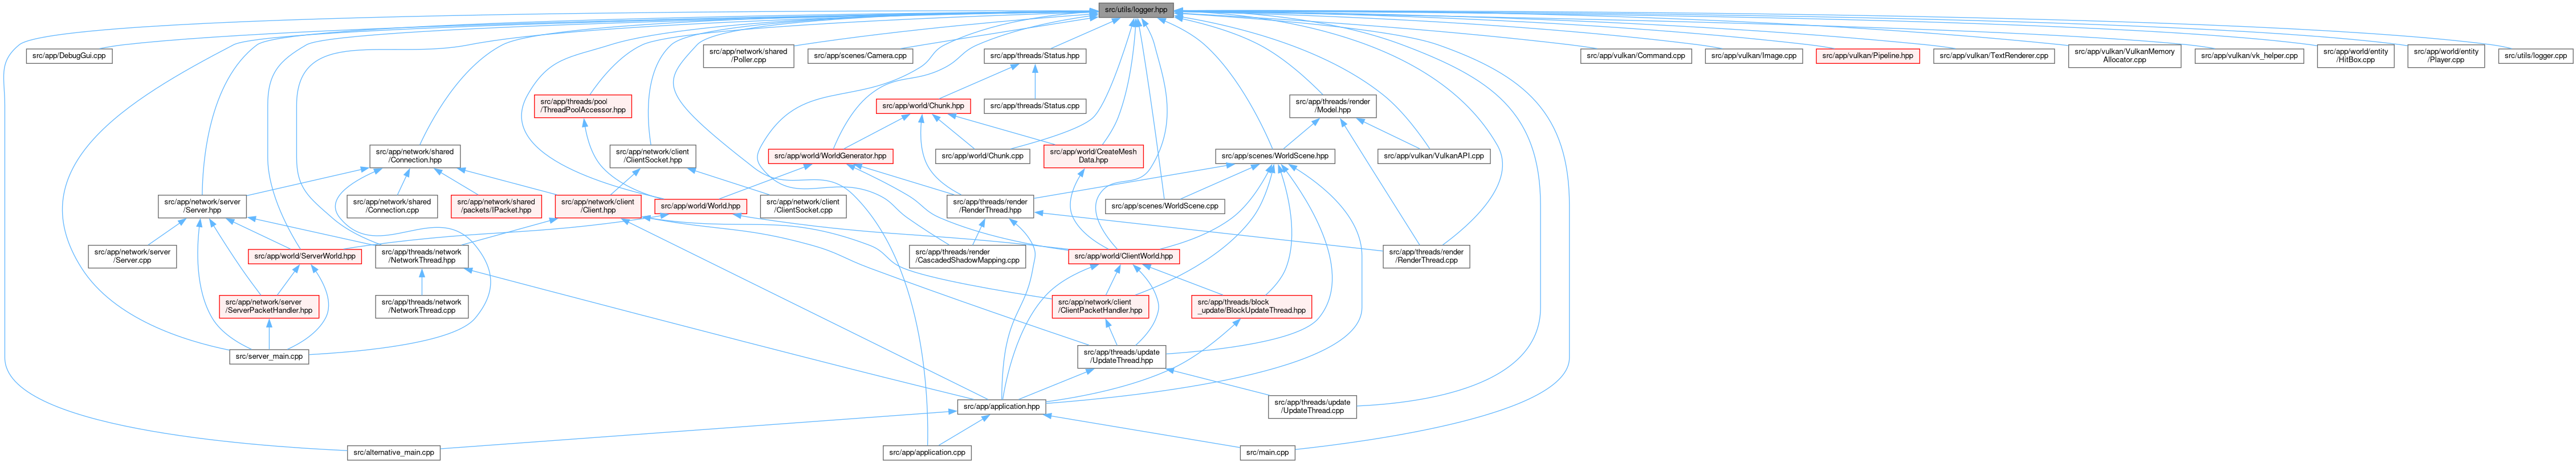 src/utils/logger.hpp
src/app/DebugGui.cpp
src/app/network/shared
/Poller.cpp
src/app/scenes/Camera.cpp
src/app/threads/Status.hpp
src/app/vulkan/Command.cpp
src/app/vulkan/Image.cpp
src/app/vulkan/Pipeline.hpp
src/app/vulkan/TextRenderer.cpp
src/app/vulkan/VulkanMemory
Allocator.cpp
src/app/vulkan/vk_helper.cpp
src/app/world/entity
/HitBox.cpp
src/app/world/entity
/Player.cpp
src/utils/logger.cpp
src/app/threads/pool
/ThreadPoolAccessor.hpp
src/app/world/Chunk.hpp
src/app/threads/Status.cpp
src/app/threads/render
/Model.hpp
src/app/network/shared
/Connection.hpp
src/app/network/client
/ClientSocket.hpp
src/app/world/WorldGenerator.hpp
src/app/world/Chunk.cpp
src/app/world/CreateMesh
Data.hpp
src/app/scenes/WorldScene.hpp
src/app/vulkan/VulkanAPI.cpp
src/app/network/server
/Server.hpp
src/app/network/shared
/Connection.cpp
src/app/network/shared
/packets/IPacket.hpp
src/app/network/client
/Client.hpp
src/app/world/World.hpp
src/app/network/client
/ClientSocket.cpp
src/app/threads/render
/RenderThread.hpp
src/app/scenes/WorldScene.cpp
src/app/network/server
/Server.cpp
src/app/world/ServerWorld.hpp
src/app/threads/network
/NetworkThread.hpp
src/app/threads/render
/CascadedShadowMapping.cpp
src/app/world/ClientWorld.hpp
src/app/threads/render
/RenderThread.cpp
src/app/network/server
/ServerPacketHandler.hpp
src/app/threads/network
/NetworkThread.cpp
src/app/network/client
/ClientPacketHandler.hpp
src/app/threads/block
_update/BlockUpdateThread.hpp
src/server_main.cpp
src/app/threads/update
/UpdateThread.hpp
src/app/application.hpp
src/app/threads/update
/UpdateThread.cpp
src/alternative_main.cpp
src/app/application.cpp
src/main.cpp